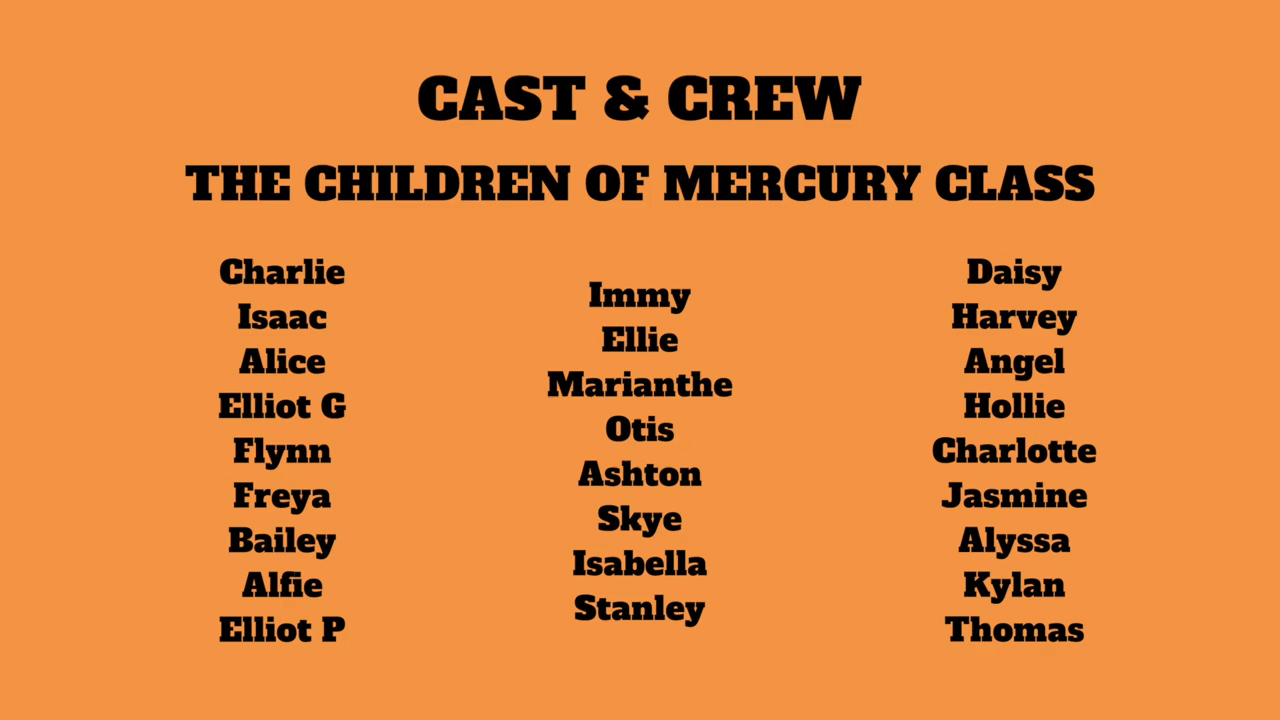 CAST & CREW
THE CHILDREN OF MERCURY CLASS
Charlie
Isaac
Alice
Elliot G
Flynn
Freya
Bailey
Alfie
Elliot P
Immy
Ellie
Marianthe
Otis
Ashton
Skye
Isabella
Stanley
Daisy
Harvey
Angel
Hollie
Charlotte
Jasmine
Alyssa
Kylan
Thomas